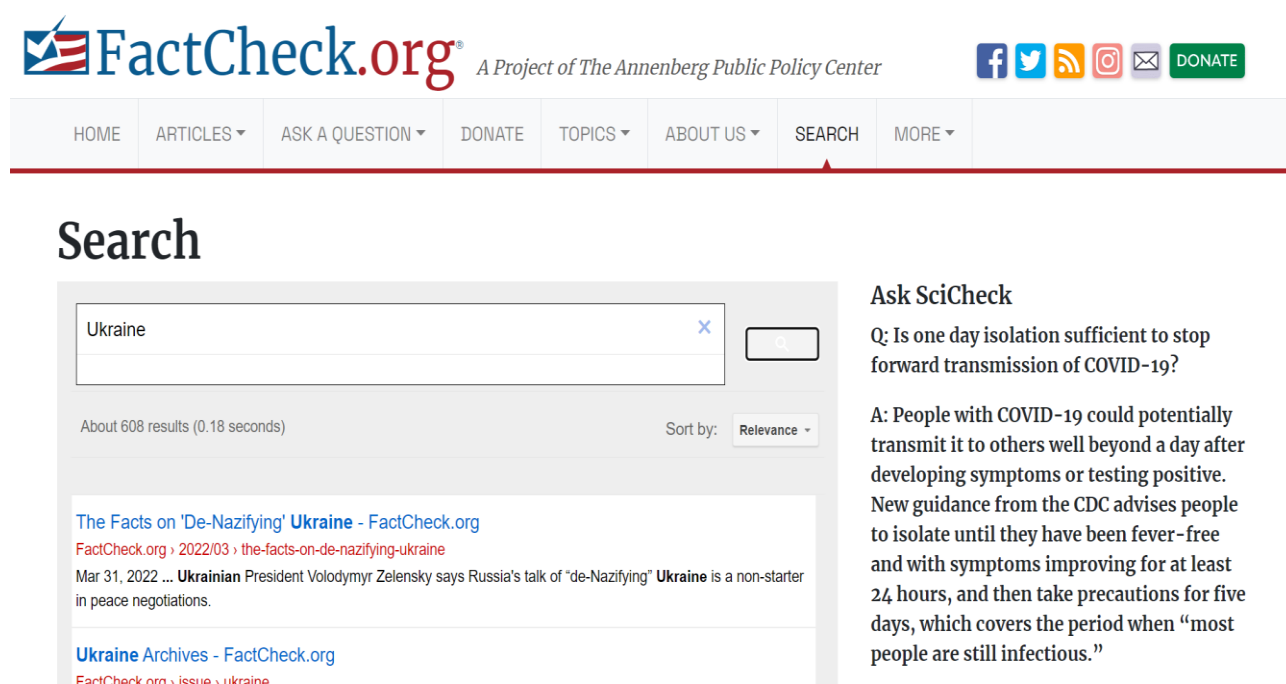 FactCheck.org®
A Project of The Annenberg Public Policy Center
f
DONATE
HOME
ARTICLES
ASK A QUESTION
DONATE
TOPICS
ABOUT US
SEARCH
MORE
Search
Ukraine
x
About 608 results (0.18 seconds)
Sort by:
Relevance
The Facts on 'De-Nazifying' Ukraine - FactCheck.org
FactCheck.org › 2022/03 › the-facts-on-de-nazifying-ukraine
Mar 31, 2022 ... Ukrainian President Volodymyr Zelensky says Russia's talk of “de-Nazifying” Ukraine is a non-starter
in peace negotiations.
Ukraine Archives - FactCheck.org
FactCheck.org › issue › ukraine
Ask SciCheck
Q: Is one day isolation sufficient to stop
forward transmission of COVID-19?
A: People with COVID-19 could potentially
transmit it to others well beyond a day after
developing symptoms or testing positive.
New guidance from the CDC advises people
to isolate until they have been fever-free
and with symptoms improving for at least
24 hours, and then take precautions for five
days, which covers the period when “most
people are still infectious.”